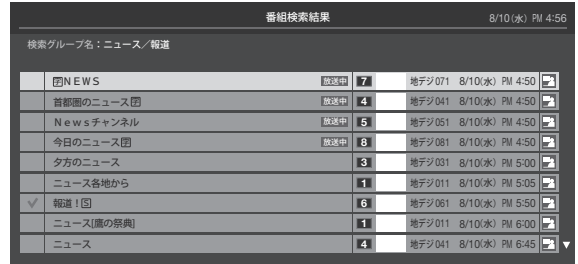 番組検索結果 8/10(水) PM 4:56
検索グループ名：ニュース／報道
🈑NEWS 放送中 7 地デジ071 8/10(水) PM 4:50
首都圏のニュース🈑 放送中 4 地デジ041 8/10(水) PM 4:50
Newsチャンネル 放送中 5 地デジ051 8/10(水) PM 4:50
今日のニュース🈑 放送中 8 地デジ081 8/10(水) PM 4:50
夕方のニュース 3 地デジ031 8/10(水) PM 5:00
ニュース各地から 1 地デジ011 8/10(水) PM 5:05
報道！🅂 6 地デジ061 8/10(水) PM 5:50
ニュース[鷹の祭典] 1 地デジ011 8/10(水) PM 6:00
ニュース 4 地デジ041 8/10(水) PM 6:45